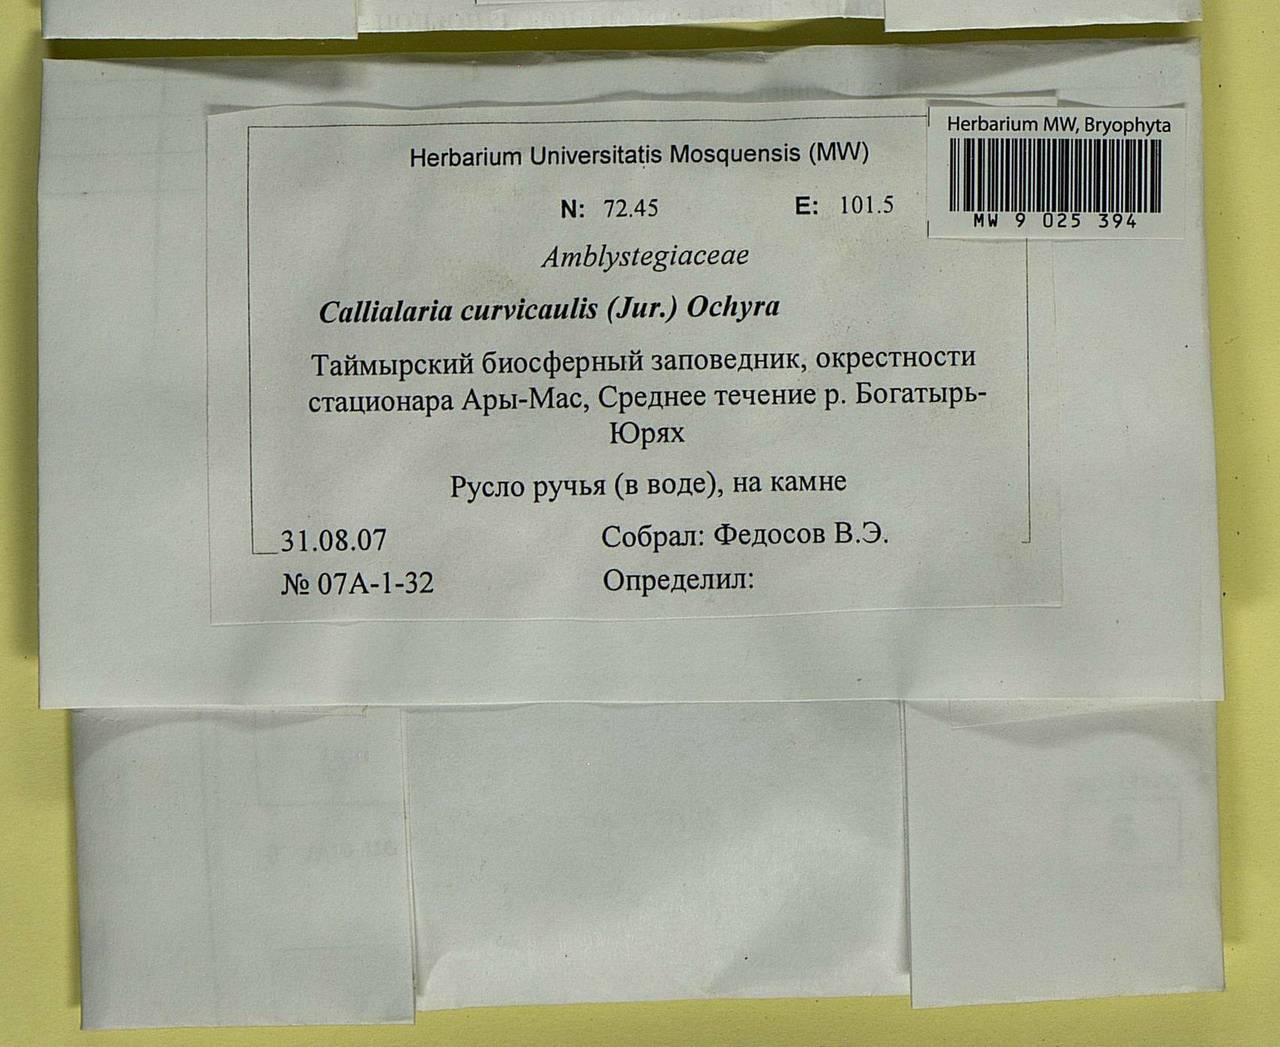 Herbarium MW, Bryophyta
MW 9 025 394
Herbarium Universitatis Mosquensis (MW)
N: 72.45 E: 101.5
Amblystegiaceae
Callialaria curvicaulis (Jur.) Ochyra
Таймырский биосферный заповедник, окрестности
стационара Ары-Мас, Среднее течение р. Богатырь-
Юрях
Русло ручья (в воде), на камне
31.08.07 Собрал: Федосов В.Э.
№ 07А-1-32 Определил: